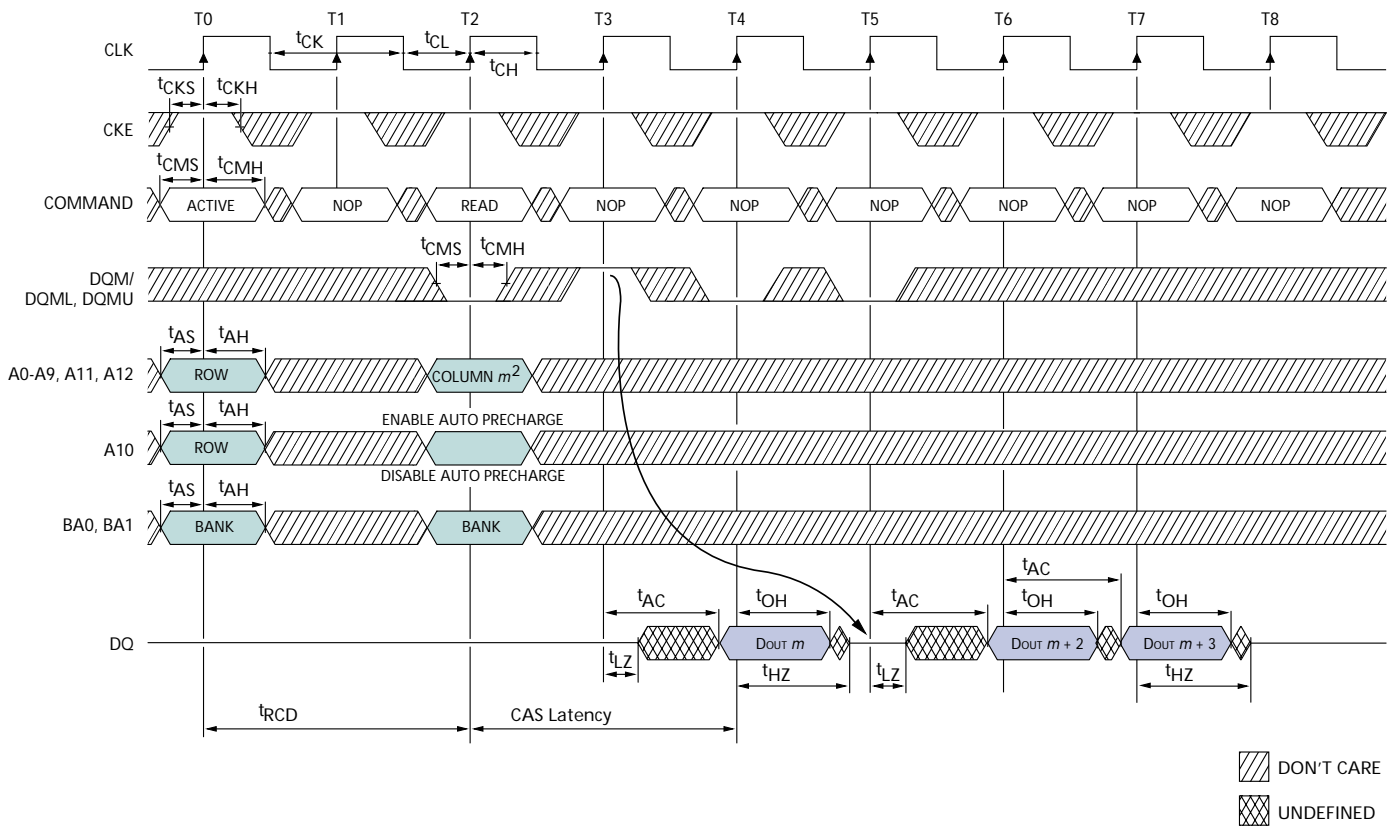 T0 T1 T2 T3 T4 T5 T6 T7 T8
CLK
tCK tCL
tCH
tCKS tCKH
CKE
tCMS tCMH
COMMAND ACTIVE NOP READ NOP NOP NOP NOP NOP NOP
tCMS tCMH
DQM/
DQML, DQMU
tAS tAH
A0-A9, A11, A12 ROW COLUMN m2
tAS tAH ENABLE AUTO PRECHARGE
A10 ROW
DISABLE AUTO PRECHARGE
tAS tAH
BA0, BA1 BANK BANK
tAC
tAC tOH tAC tOH tOH
DQ DOUT m DOUT m + 2 DOUT m + 3
tLZ tHZ tLZ tHZ
tRCD CAS Latency
DON'T CARE
UNDEFINED